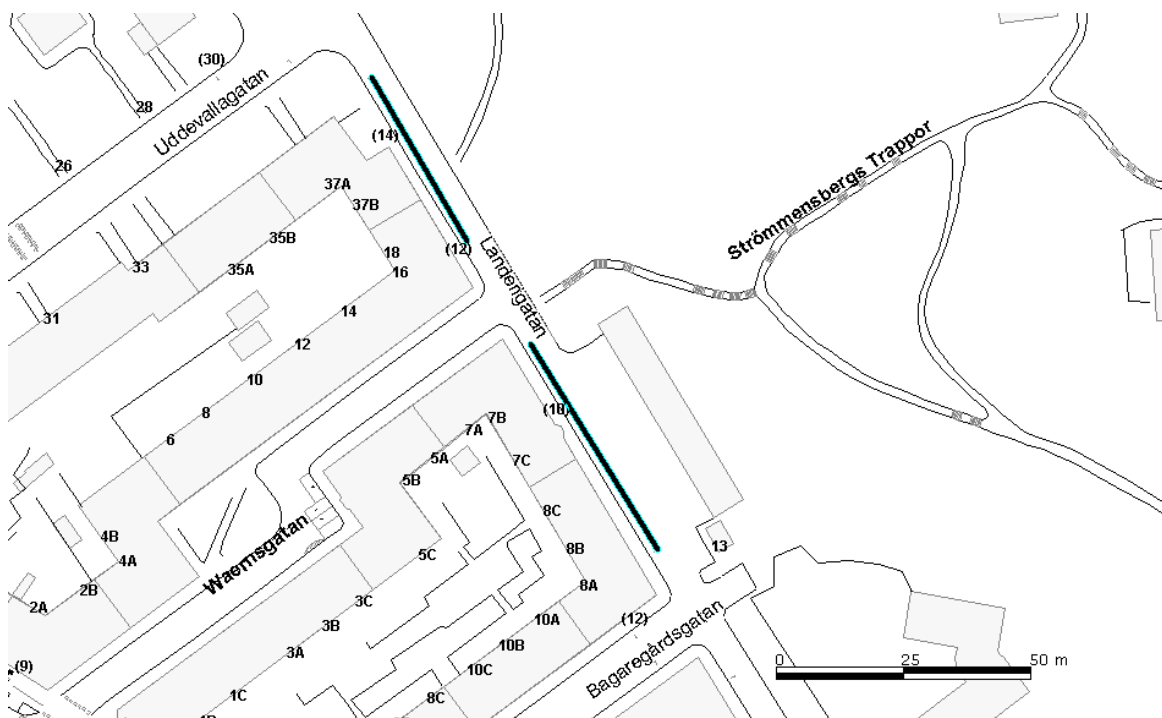 (30)
28
Uddevallagatan
26
(14)
Strömmensbergs Trappor
37A
37B
35B
18
(12)
33
35A
16
Landerigatan
31
14
12
10
8
(10)
6
7B
7A
5A
7C
5B
8C
4B
8B
5C
4A
13
Waernsgatan
2B
8A
3C
2A
10A
(12)
3B
10B
3A
Bagaregårdsgatan
(9)
10C
0 25 50 m
1C
8C